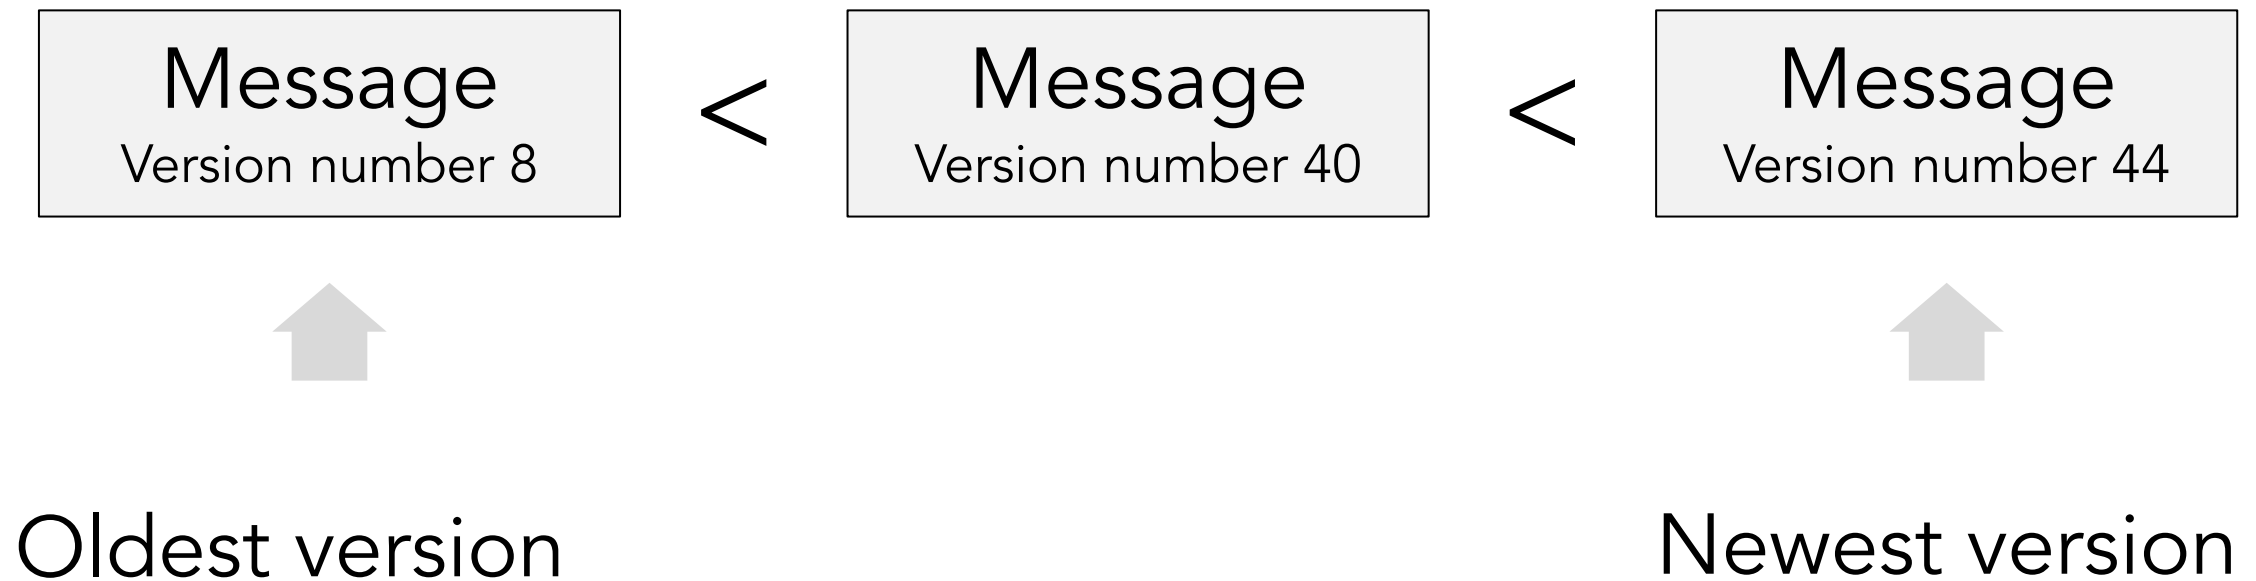 Message
Version number 8
<
Message
Version number 40
<
Message
Version number 44
Oldest version
Newest version